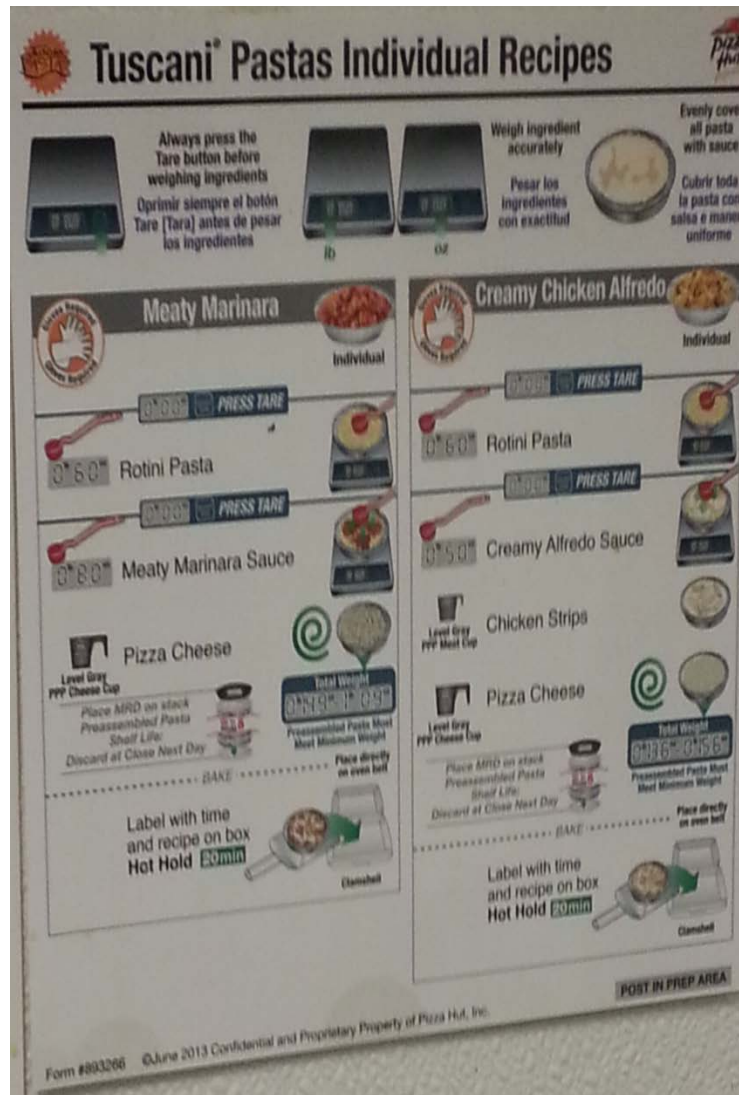 Tuscani® Pastas Individual Recipes
Pizza Hut
Always press the
Tare button before
weighing ingredients
Oprimir siempre el botón
Tare [Tara] antes de pesar
los ingredientes
lb
oz
Weigh ingredient
accurately
Pesar los
ingredientes
con exactitud
Evenly cove
all pasta
with sauce
Cubrir toda
la pasta con
salsa e mane
uniforme
Meaty Marinara
Gloves Required
Individual
PRESS TARE
Rotini Pasta
PRESS TARE
Meaty Marinara Sauce
Level Gray
PPP Cheese Cup
Pizza Cheese
Total Weight
Preassembled Pasta Must
Meet Minimum Weight
Place MRD on stack
Preassembled Pasta
Shelf Life:
Discard at Close Next Day
Place directly
on oven belt
BAKE
Label with time
and recipe on box
Hot Hold 20min
Clamshell
Creamy Chicken Alfredo
Gloves Required
Individual
PRESS TARE
Rotini Pasta
PRESS TARE
Creamy Alfredo Sauce
Level Gray
PPP Meat Cup
Chicken Strips
Level Gray
PPP Cheese Cup
Pizza Cheese
Total Weight
Preassembled Pasta Must
Meet Minimum Weight
Place MRD on stack
Preassembled Pasta
Shelf Life:
Discard at Close Next Day
Place directly
on oven belt
BAKE
Label with time
and recipe on box
Hot Hold 20min
Clamshell
POST IN PREP AREA
Form #893266 ©June 2013 Confidential and Proprietary Property of Pizza Hut, Inc.